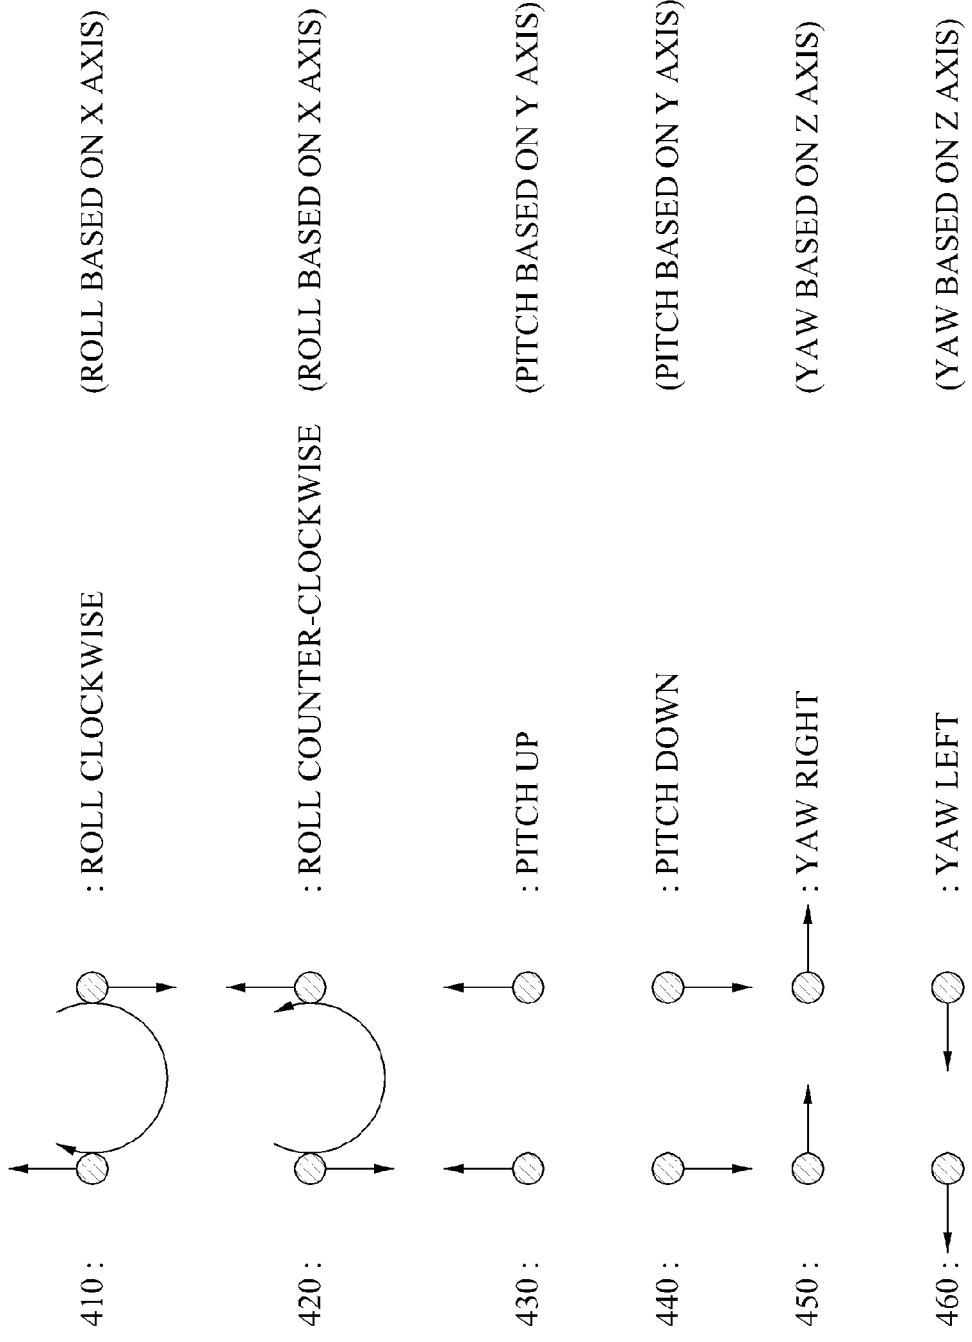 410 : : ROLL CLOCKWISE (ROLL BASED ON X AXIS)
420 : : ROLL COUNTER-CLOCKWISE (ROLL BASED ON X AXIS)
430 : : PITCH UP (PITCH BASED ON Y AXIS)
440 : : PITCH DOWN (PITCH BASED ON Y AXIS)
450 : : YAW RIGHT (YAW BASED ON Z AXIS)
460 : : YAW LEFT (YAW BASED ON Z AXIS)